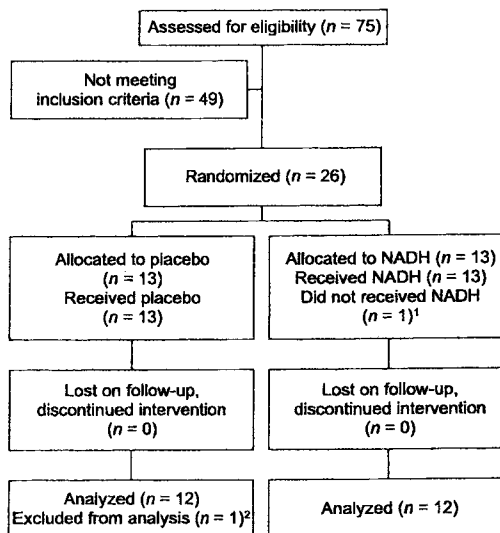 Assessed for eligibility (n = 75)
Not meeting
inclusion criteria (n = 49)
Randomized (n = 26)
Allocated to placebo
(n = 13)
Received placebo
(n = 13)
Allocated to NADH (n = 13)
Received NADH (n = 13)
Did not received NADH
(n = 1)¹
Lost on follow-up,
discontinued intervention
(n = 0)
Lost on follow-up,
discontinued intervention
(n = 0)
Analyzed (n = 12)
Excluded from analysis (n = 1)²
Analyzed (n = 12)